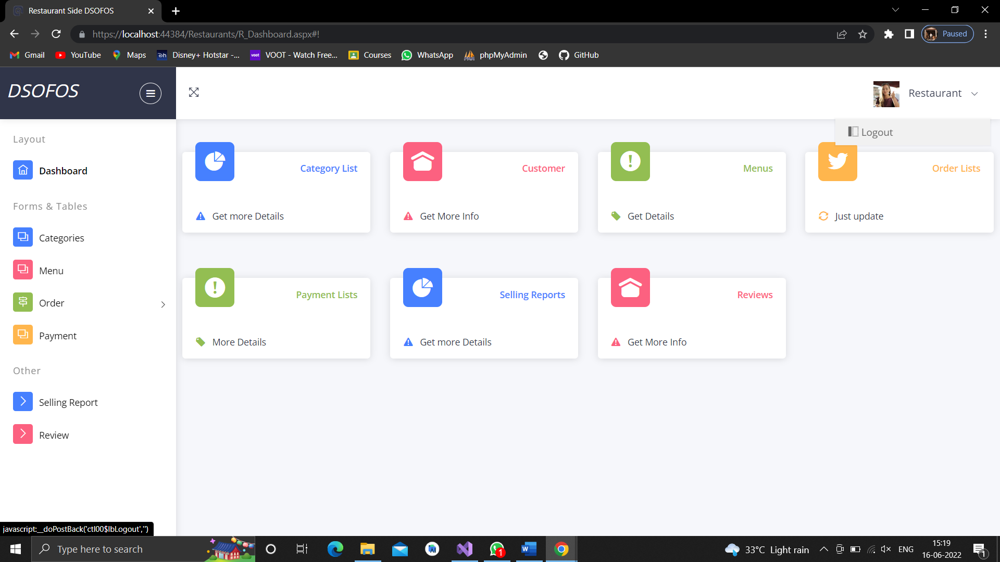 Restaurant Side DSOFOS
https://localhost:44384/Restaurants/R_Dashboard.aspx#!
Paused
Gmail YouTube Maps Disney+ Hotstar -... VOOT - Watch Free... Courses WhatsApp phpMyAdmin GitHub
DSOFOS
Restaurant
Logout
Layout
Dashboard
Forms & Tables
Categories
Menu
Order
Payment
Other
Selling Report
Review
Category List
Get more Details
Customer
Get More Info
Menus
Get Details
Order Lists
Just update
Payment Lists
More Details
Selling Reports
Get more Details
Reviews
Get More Info
javascript:__doPostBack('ctl00$lbLogout','')
Type here to search
1
33°C Light rain
ENG
15:19
16-06-2022
1